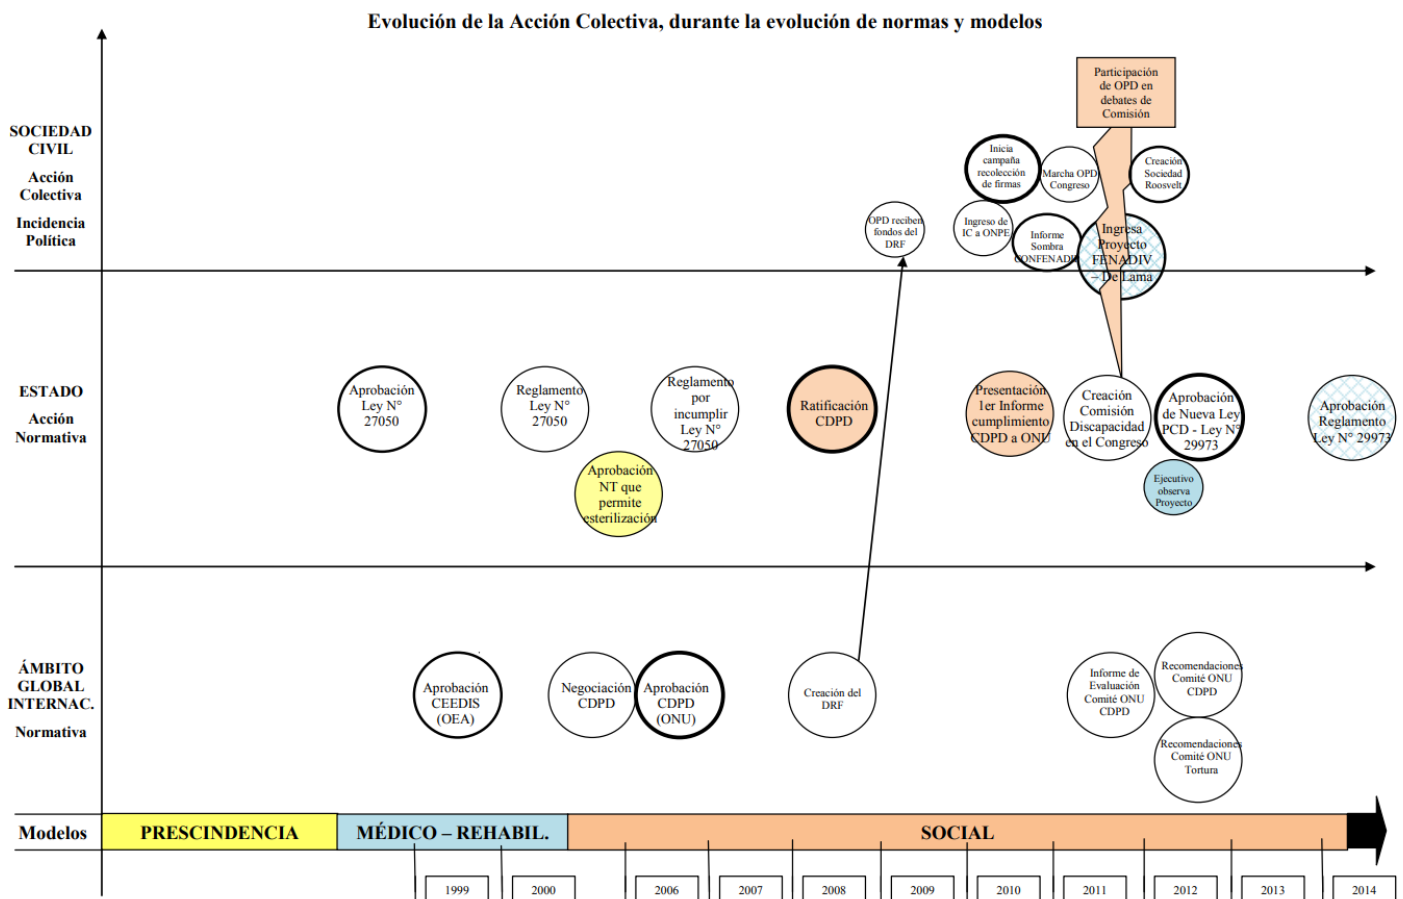 Evolución de la Acción Colectiva, durante la evolución de normas y modelos
SOCIEDAD
CIVIL
Acción
Colectiva
Incidencia
Política
Participación
de OPD en
debates de
Comisión
Inicia
campaña
recolección
de firmas
Marcha OPD
Congreso
Creación
Sociedad
Roosvelt.
OPD reciben
fondos del
DRF
Ingreso de
IC a ONPE
Informe
Sombra
CONFENADIP
Ingresa
Proyecto
FENADIV
– De Lama
ESTADO
Acción
Normativa
Aprobación
Ley N°
27050
Reglamento
Ley N°
27050
Reglamento
por
incumplir
Ley N°
27050
Aprobación
NT que
permite
esterilización
Ratificación
CDPD
Presentación
1er Informe
cumplimiento
CDPD a ONU
Creación
Comisión
Discapacidad
en el Congreso
Aprobación
de Nueva Ley
PCD - Ley N°
29973
Ejecutivo
observa
Proyecto
Aprobación
Reglamento
Ley N° 29973
ÁMBITO
GLOBAL
INTERNAC.
Normativa
Aprobación
CEEDIS
(OEA)
Negociación
CDPD
Aprobación
CDPD
(ONU)
Creación del
DRF
Informe de
Evaluación
Comité ONU
CDPD
Recomendaciones
Comité ONU
CDPD
Recomendaciones
Comité ONU
Tortura
Modelos
PRESCINDENCIA
MÉDICO – REHABIL.
SOCIAL
1999
2000
2006
2007
2008
2009
2010
2011
2012
2013
2014